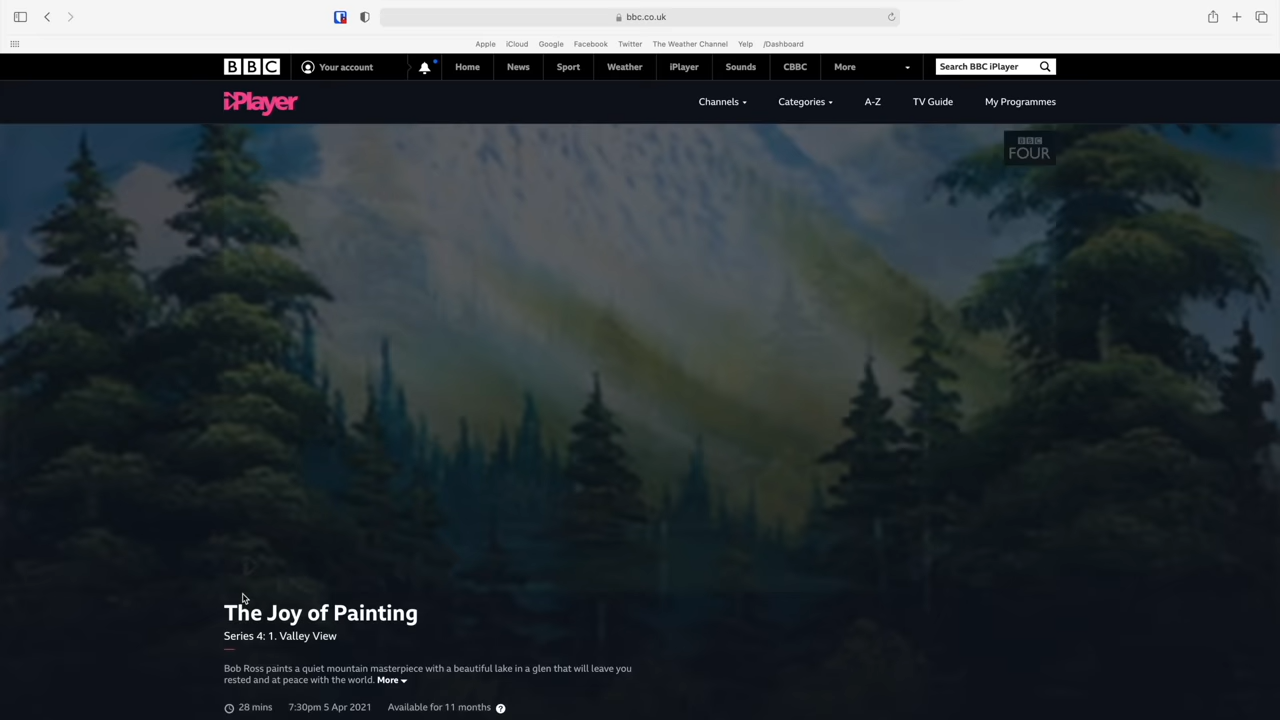 bbc.co.uk
Apple iCloud Google Facebook Twitter The Weather Channel Yelp /Dashboard
BBC Your account Home News Sport Weather iPlayer Sounds CBBC More Search BBC iPlayer
iPlayer Channels Categories A-Z TV Guide My Programmes
BBC
FOUR
The Joy of Painting
Series 4: 1. Valley View
Bob Ross paints a quiet mountain masterpiece with a beautiful lake in a glen that will leave you
rested and at peace with the world. More
28 mins 7:30pm 5 Apr 2021 Available for 11 months ?